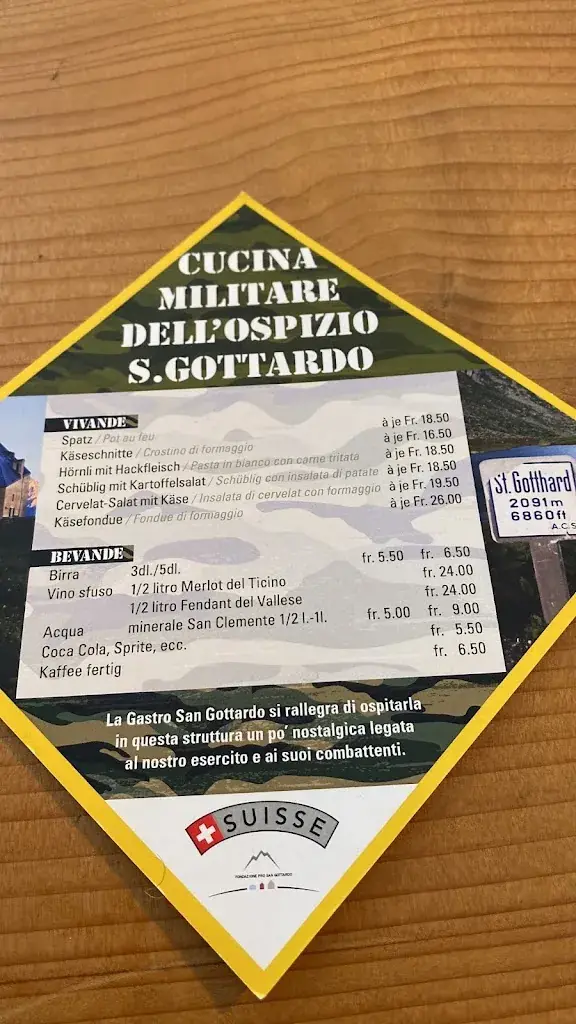 CUCINA
MILITARE
DELL'OSPIZIO
S.GOTTARDO
VIVANDE
Spatz / Pot au feu à je Fr. 18.50
Käseschnitte / Crostino di formaggio à je Fr. 16.50
Hörnli mit Hackfleisch / Pasta in bianco con carne tritata à je Fr. 18.50
Schüblig mit Kartoffelsalat / Schüblig con insalata di patate à je Fr. 18.50
Cervelat-Salat mit Käse / Insalata di cervelat con formaggio à je Fr. 19.50
Käsefondue / Fondue di formaggio à je Fr. 26.00
BEVANDE
Birra 3dl./5dl. fr. 5.50 fr. 6.50
Vino sfuso 1/2 litro Merlot del Ticino fr. 24.00
1/2 litro Fendant del Vallese fr. 24.00
Acqua minerale San Clemente 1/2 l.-1l. fr. 5.00 fr. 9.00
Coca Cola, Sprite, ecc. fr. 5.50
Kaffee fertig fr. 6.50
St. Gotthard
2091m
6860ft
A.C.S
La Gastro San Gottardo si rallegra di ospitarla
in questa struttura un po' nostalgica legata
al nostro esercito e ai suoi combattenti.
SUISSE
FONDAZIONE PRO SAN GOTTARDO